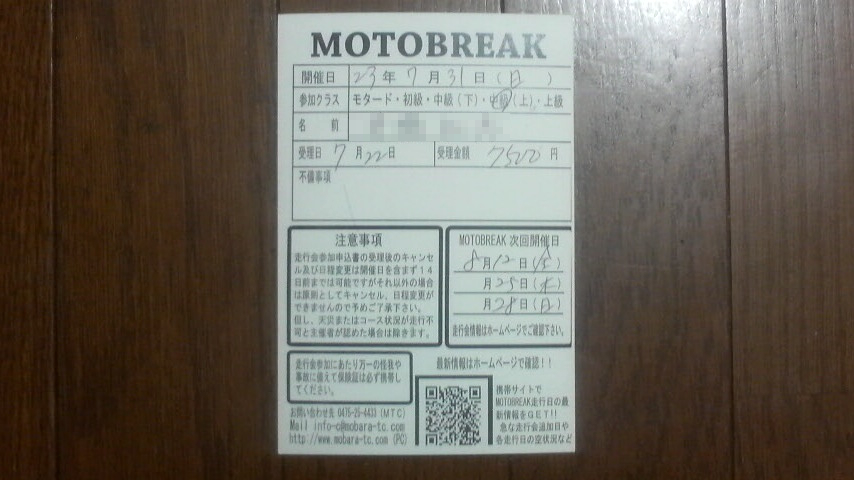 MOTOBREAK
開催日 23年 7月 31日(日)
参加クラス モタード・初級・中級(下)・中級(上)・上級
名 前
受理日 7月22日 受理金額 7500円
不備事項
注意事項
走行会参加申込書の受理後のキャンセ
ル及び日程変更は開催日を含まず14
日前までは可能ですがそれ以外の場合
は原則としてキャンセル、日程変更が
できませんので予めご了承下さい。
但し、天災またはコース状況が走行不
可と主催者が認めた場合は除きます。
MOTOBREAK 次回開催日
8月12日(金)
月25日(木)
月28日(日)
走行会情報はホームページでご確認下さい。
走行会参加にあたり万一の怪我や
事故に備えて保険証は必ず携帯し
てください。
最新情報はホームページで確認!!
お問い合わせ先 0475-25-4433 (MTC)
Mail info-c@mobara-tc.com
http://www.mobara-tc.com (PC)
携帯サイトで
MOTOBREAK走行日の最
新情報をGET!!
急な走行会追加日や
各走行日の空状況など